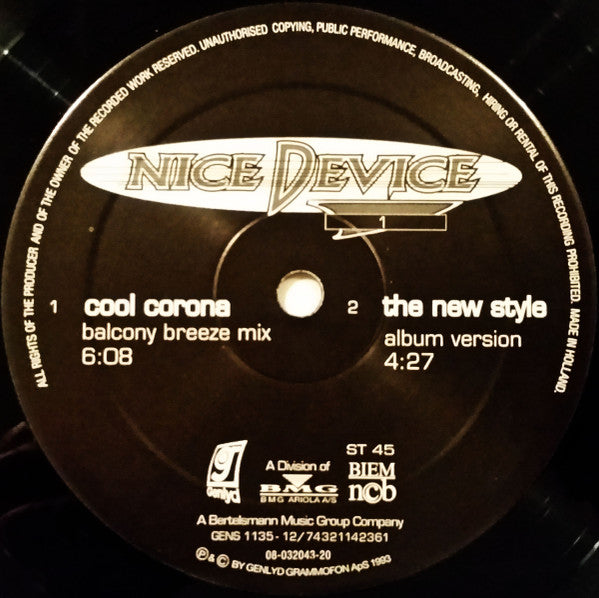 ALL RIGHTS OF THE PRODUCER AND OF THE OWNER OF THE RECORDED WORK RESERVED. UNAUTHORISED COPYING, PUBLIC PERFORMANCE, BROADCASTING, HIRING OR RENTAL OF THIS RECORDING PROHIBITED. MADE IN HOLLAND.
NICE DEVICE
1
1 cool corona
balcony breeze mix
6:08
2 the new style
album version
4:27
ST 45
Genlyd
A Division of
BMG
BMG ARIOLA A/S
BIEM
ncb
A Bertelsmann Music Group Company
GENS 1135 - 12/74321142361
08-032043-20
℗ & © BY GENLYD GRAMMOFON ApS 1993